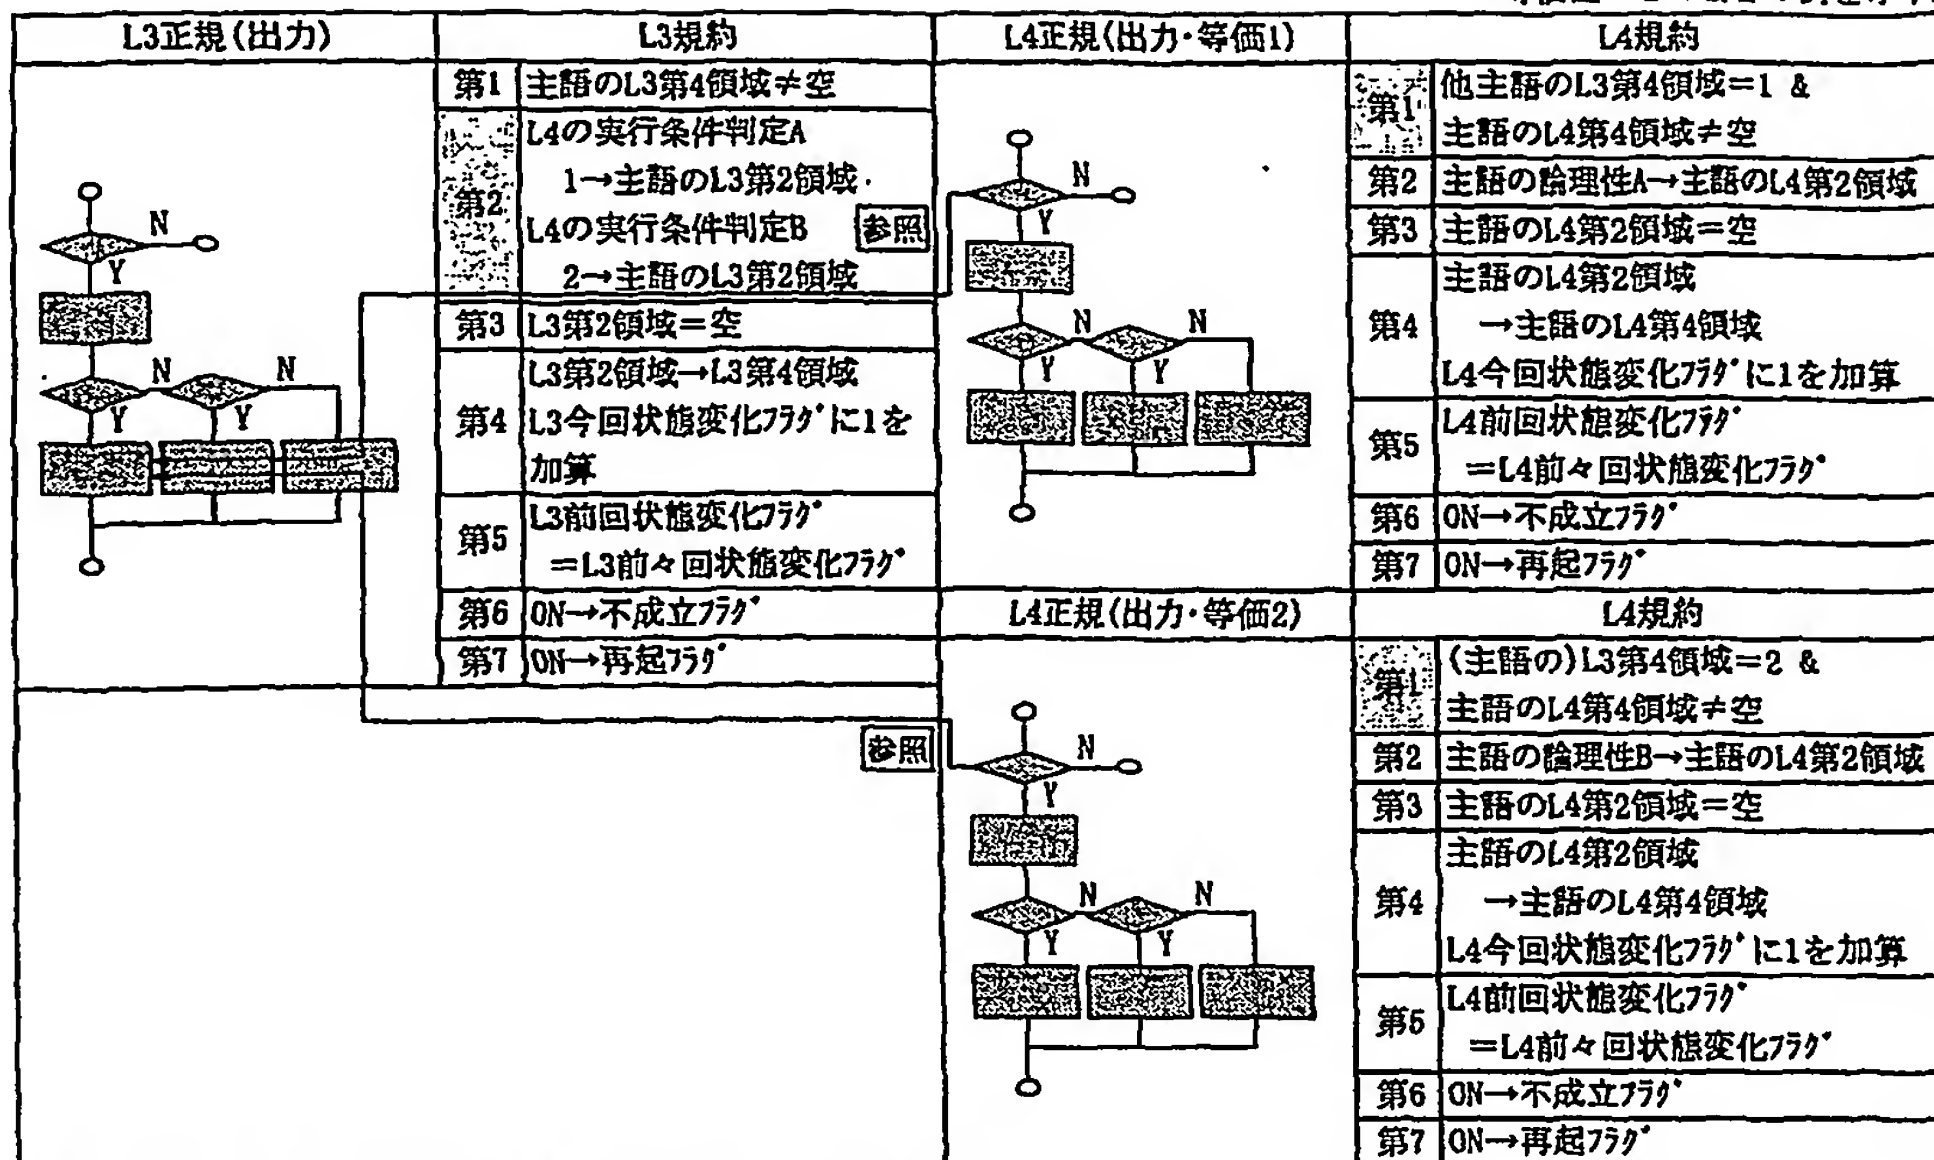 L3正規(出力)
L3規約
L4正規(出力・等価1)
L4規約
N
Y
N
N
Y
Y
第1
主語のL3第4領域≠空
第2
L4の実行条件判定A
1→主語のL3第2領域
L4の実行条件判定B
2→主語のL3第2領域
参照
第3
L3第2領域=空
第4
L3第2領域→L3第4領域
L3今回状態変化フラグに1を
加算
第5
L3前回状態変化フラグ
=L3前々回状態変化フラグ
第6
ON→不成立フラグ
第7
ON→再起フラグ
N
Y
N
N
Y
Y
第1
他主語のL3第4領域=1 &
主語のL4第4領域≠空
第2
主語の論理性A→主語のL4第2領域
第3
主語のL4第2領域=空
第4
主語のL4第2領域
→主語のL4第4領域
L4今回状態変化フラグに1を加算
第5
L4前回状態変化フラグ
=L4前々回状態変化フラグ
第6
ON→不成立フラグ
第7
ON→再起フラグ
L4正規(出力・等価2)
L4規約
参照
N
Y
N
N
Y
Y
第1
(主語の)L3第4領域=2 &
主語のL4第4領域≠空
第2
主語の論理性B→主語のL4第2領域
第3
主語のL4第2領域=空
第4
主語のL4第2領域
→主語のL4第4領域
L4今回状態変化フラグに1を加算
第5
L4前回状態変化フラグ
=L4前々回状態変化フラグ
第6
ON→不成立フラグ
第7
ON→再起フラグ